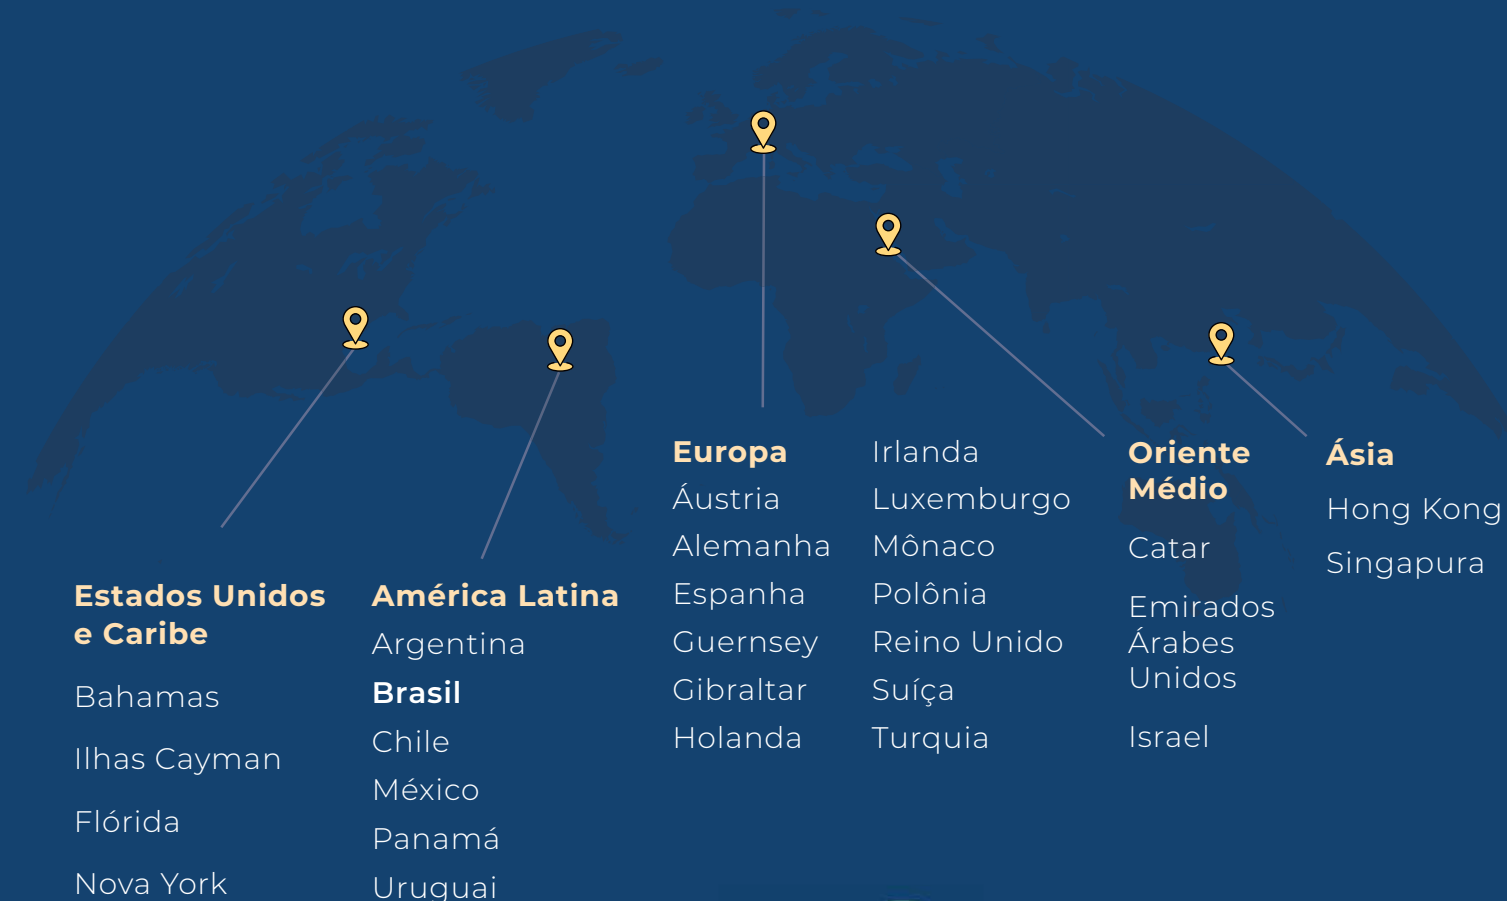 Estados Unidos
e Caribe
Bahamas
Ilhas Cayman
Flórida
Nova York
América Latina
Argentina
Brasil
Chile
México
Panamá
Uruguai
Europa
Áustria
Alemanha
Espanha
Guernsey
Gibraltar
Holanda
Irlanda
Luxemburgo
Mônaco
Polônia
Reino Unido
Suíça
Turquia
Oriente
Médio
Catar
Emirados
Árabes
Unidos
Israel
Ásia
Hong Kong
Singapura